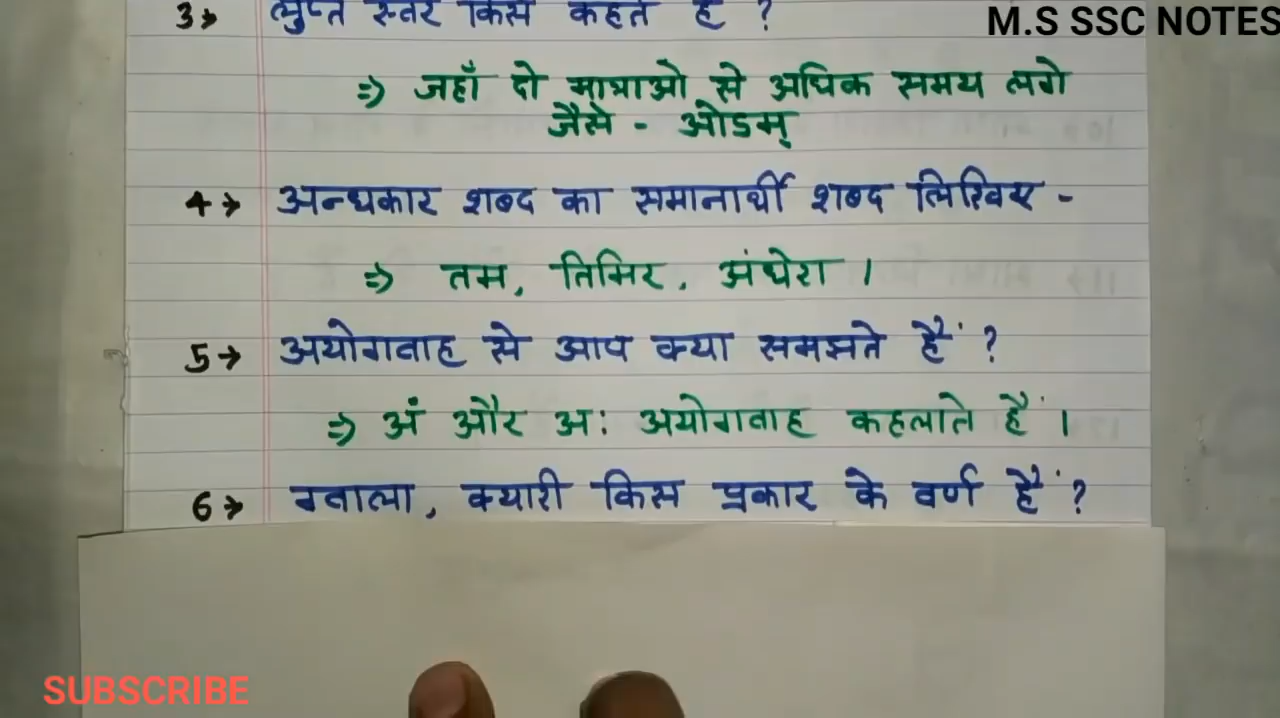 M.S SSC NOTES
3→ लुप्त स्वर किसे कहते हैं ?
⇒ जहाँ दो मात्राओ से अधिक समय लगे
जैसे - ओडम्
4→ अन्धकार शब्द का समानार्थी शब्द लिखिए -
⇒ तम, तिमिर, अंधेरा ।
5→ अयोगवाह से आप क्या समझते हैं ?
⇒ अं और अः अयोगवाह कहलाते हैं ।
6→ ग्वाला, क्यारी किस प्रकार के वर्ण हैं ?
SUBSCRIBE